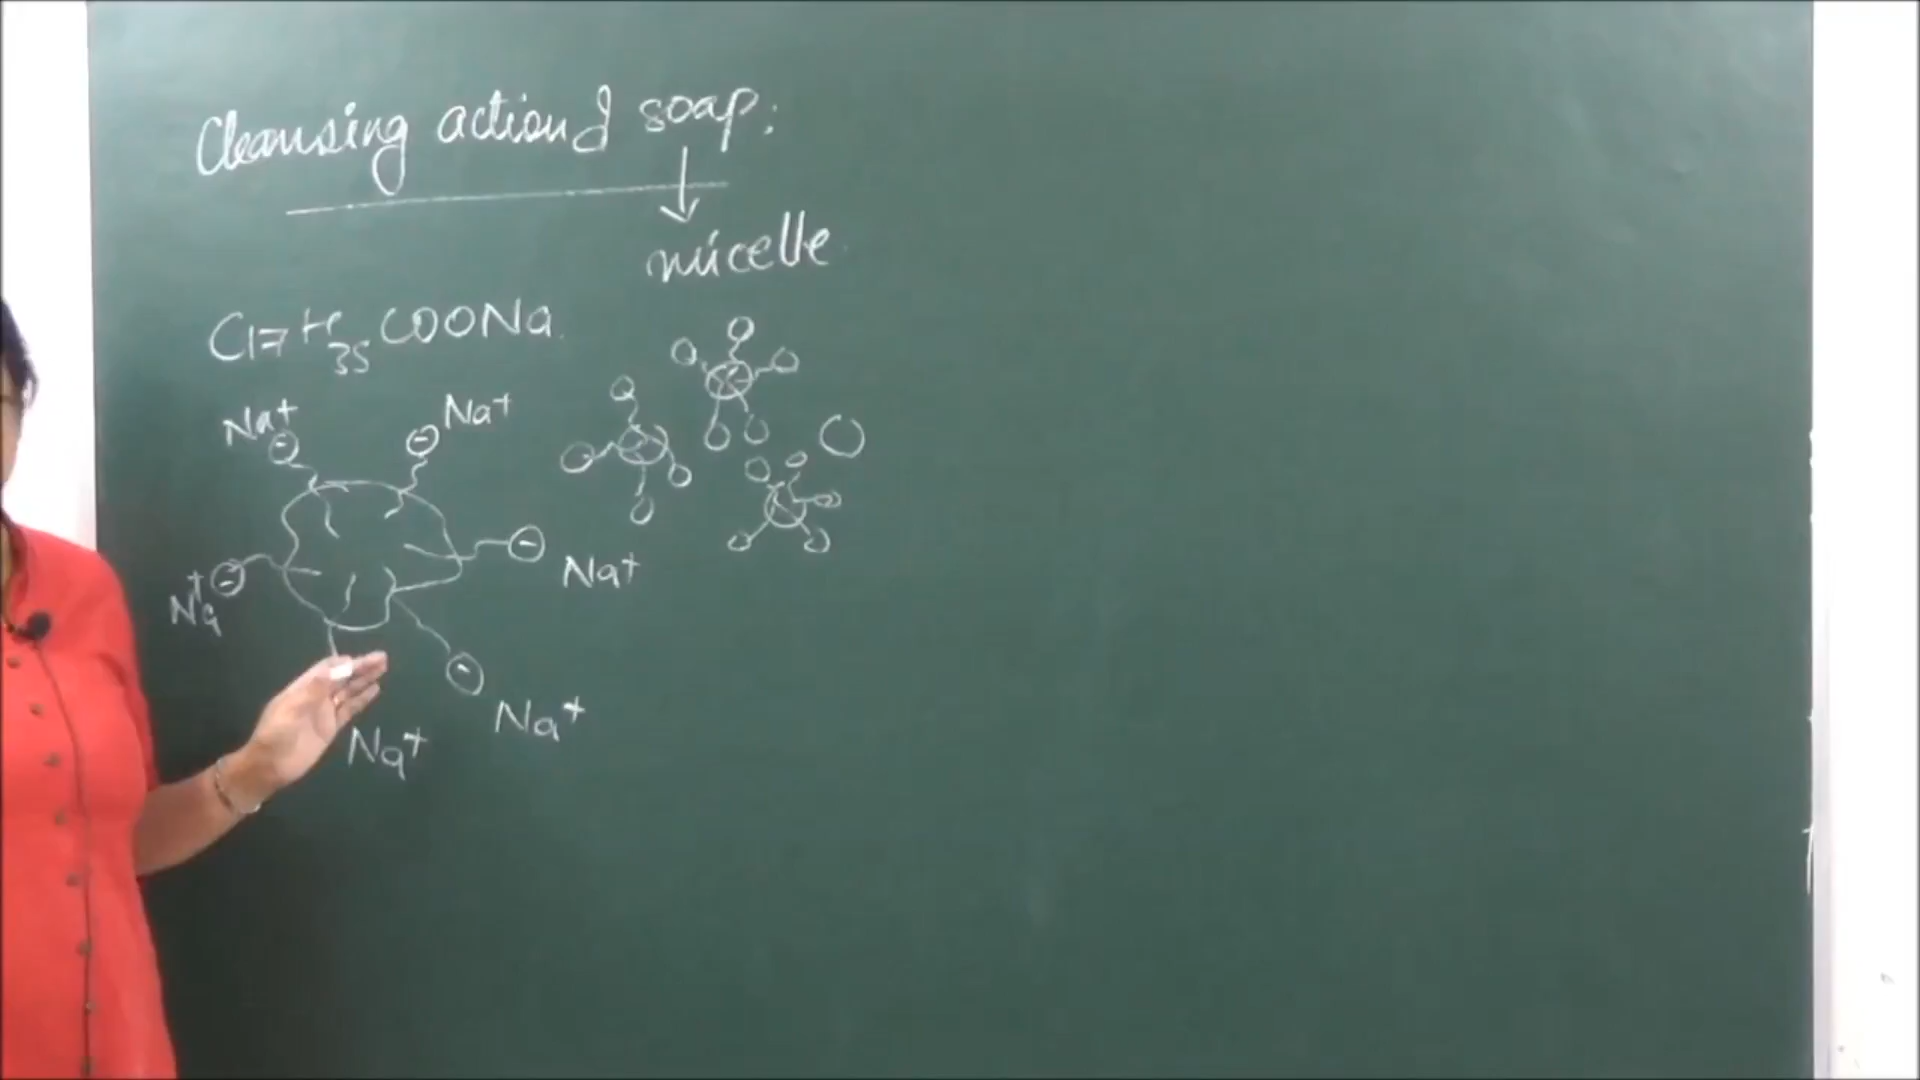 Cleansing action of soap:
micelle
C17H35COONa.
Na+ Na+
Na+ Na+
Na+
Na+